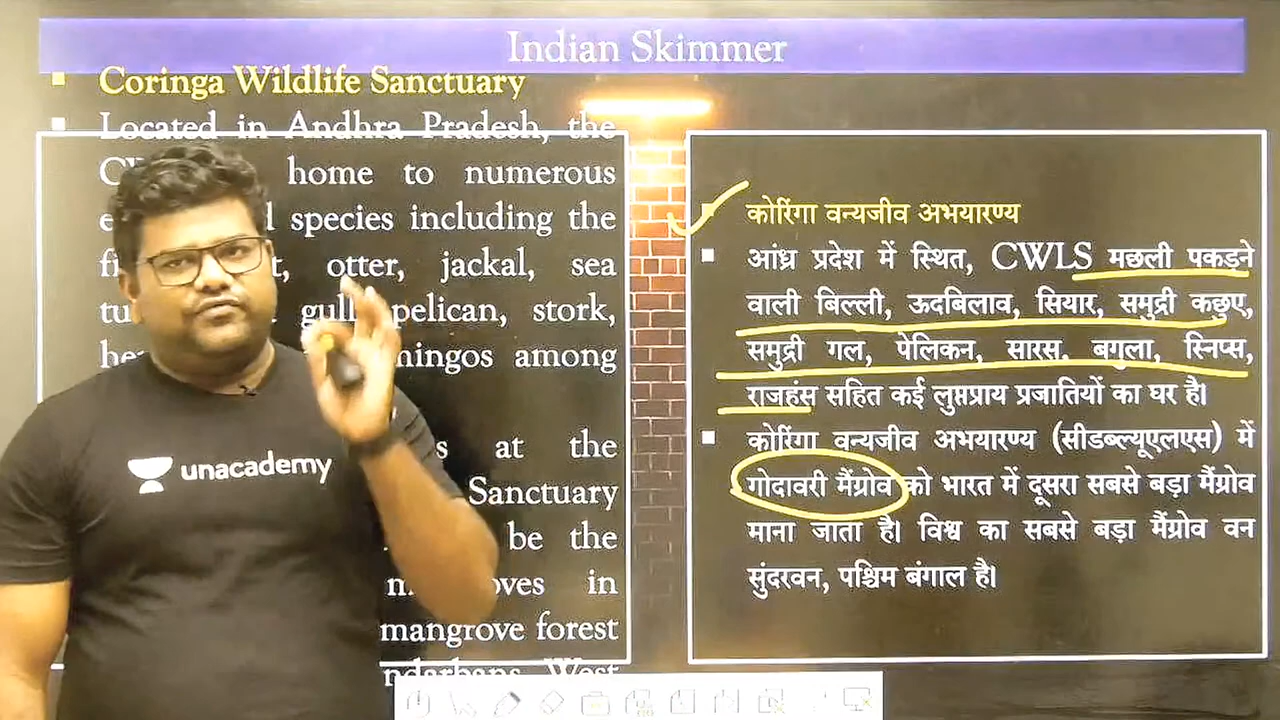 Indian Skimmer
Coringa Wildlife Sanctuary
Located in Andhra Pradesh, the
home to numerous
species including the
otter, jackal, sea
gull, pelican, stork,
among
at the
Sanctuary
be the
in
mangrove forest
West
unacademy
कोरिंगा वन्यजीव अभयारण्य
आंध्र प्रदेश में स्थित, CWLS मछली पकड़ने
वाली बिल्ली, ऊदबिलाव, सियार, समुद्री कछुए,
समुद्री गल, पेलिकन, सारस, बगुला, स्निप्स,
राजहंस सहित कई लुप्तप्राय प्रजातियों का घर है।
कोरिंगा वन्यजीव अभयारण्य (सीडब्ल्यूएलएस) में
गोदावरी मैंग्रोव को भारत में दूसरा सबसे बड़ा मैंग्रोव
माना जाता है। विश्व का सबसे बड़ा मैंग्रोव वन
सुंदरवन, पश्चिम बंगाल है।